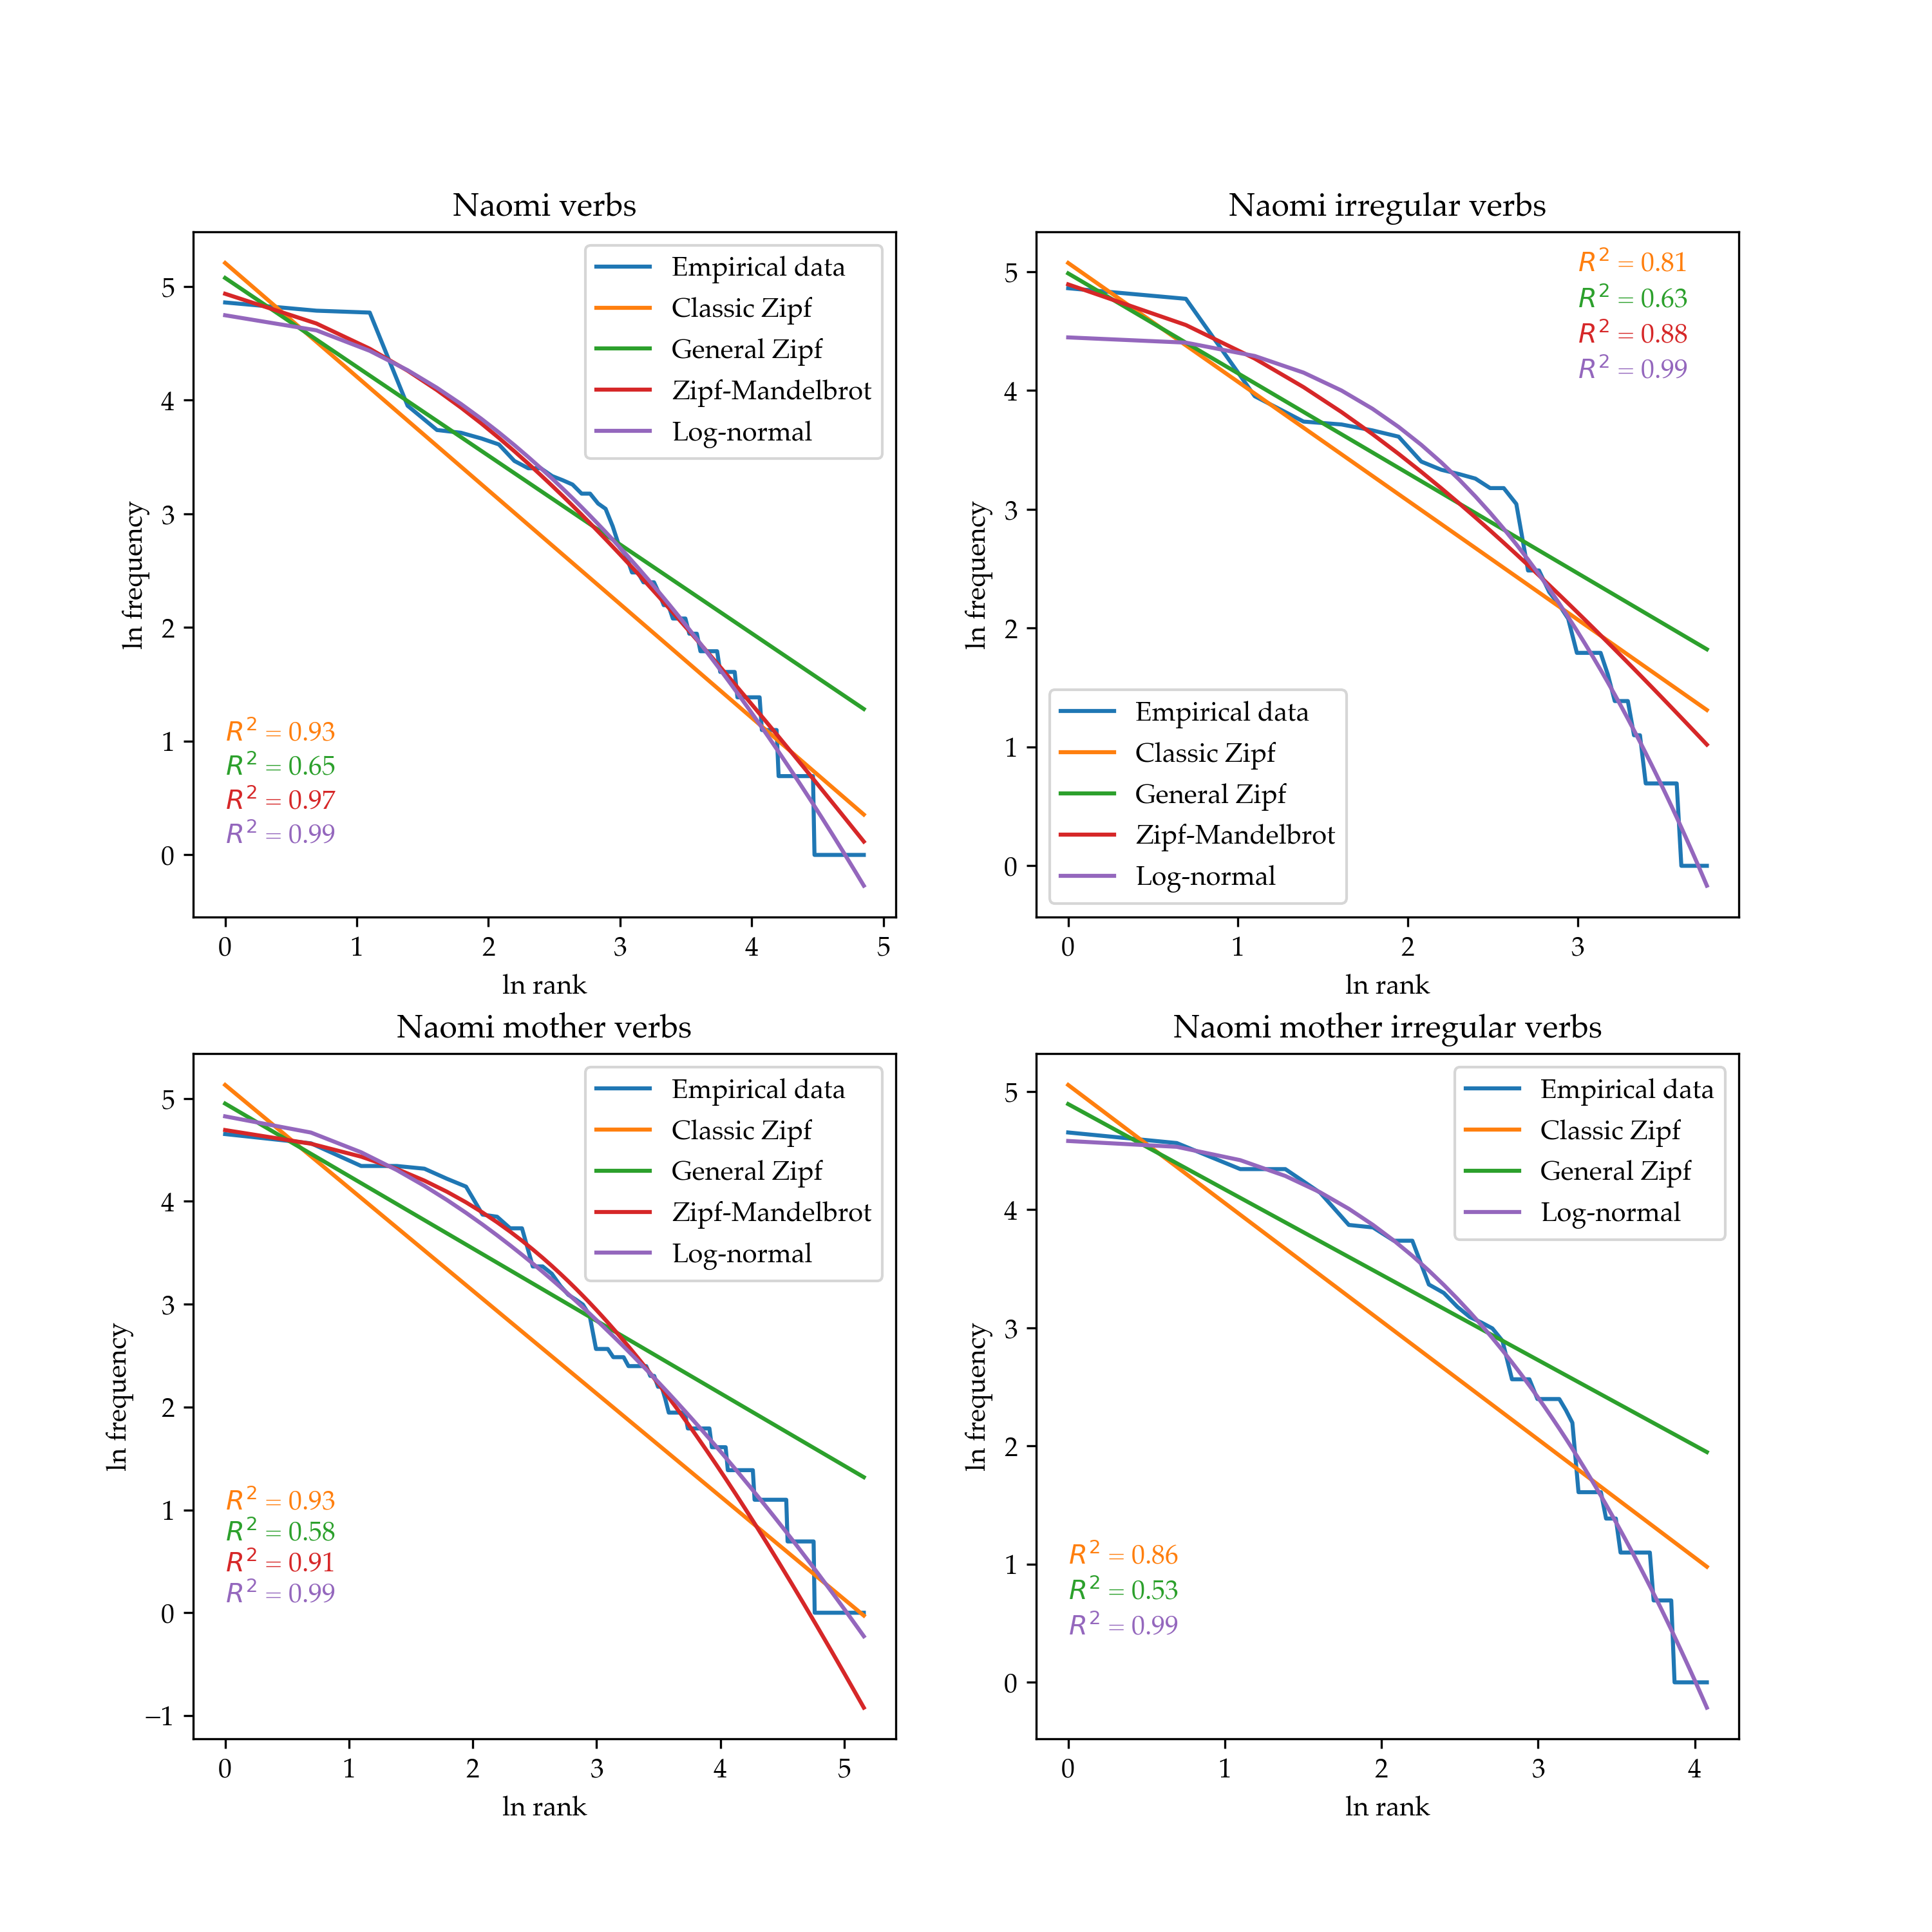 Naomi verbs
ln frequency
5
4
3
2
1
0
Empirical data
Classic Zipf
General Zipf
Zipf-Mandelbrot
Log-normal
R² = 0.93
R² = 0.65
R² = 0.97
R² = 0.99
0 1 2 3 4 5
ln rank
Naomi irregular verbs
ln frequency
5
4
3
2
1
0
R² = 0.81
R² = 0.63
R² = 0.88
R² = 0.99
Empirical data
Classic Zipf
General Zipf
Zipf-Mandelbrot
Log-normal
0 1 2 3
ln rank
Naomi mother verbs
ln frequency
5
4
3
2
1
0
−1
Empirical data
Classic Zipf
General Zipf
Zipf-Mandelbrot
Log-normal
R² = 0.93
R² = 0.58
R² = 0.91
R² = 0.99
0 1 2 3 4 5
ln rank
Naomi mother irregular verbs
ln frequency
5
4
3
2
1
0
Empirical data
Classic Zipf
General Zipf
Log-normal
R² = 0.86
R² = 0.53
R² = 0.99
0 1 2 3 4
ln rank